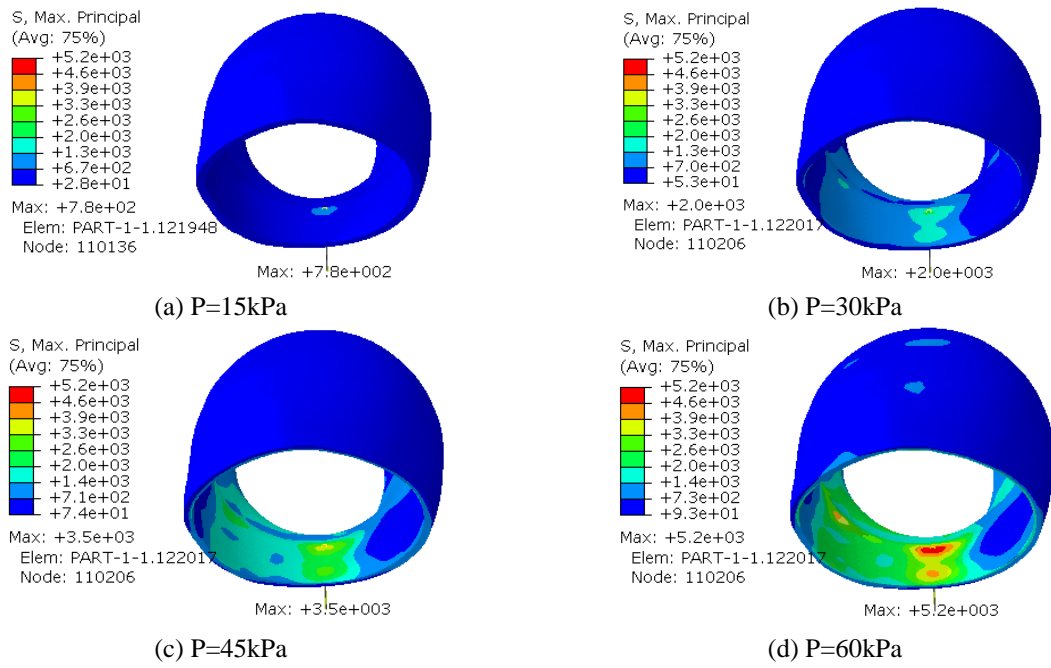 S, Max. Principal
(Avg: 75%)
+5.2e+03
+4.6e+03
+3.9e+03
+3.3e+03
+2.6e+03
+2.0e+03
+1.3e+03
+6.7e+02
+2.8e+01
Max: +7.8e+02
Elem: PART-1-1.121948
Node: 110136
Max: +7.8e+002
(a) P=15kPa
S, Max. Principal
(Avg: 75%)
+5.2e+03
+4.6e+03
+3.9e+03
+3.3e+03
+2.6e+03
+2.0e+03
+1.3e+03
+7.0e+02
+5.3e+01
Max: +2.0e+03
Elem: PART-1-1.122017
Node: 110206
Max: +2.0e+003
(b) P=30kPa
S, Max. Principal
(Avg: 75%)
+5.2e+03
+4.6e+03
+3.9e+03
+3.3e+03
+2.6e+03
+2.0e+03
+1.4e+03
+7.1e+02
+7.4e+01
Max: +3.5e+03
Elem: PART-1-1.122017
Node: 110206
Max: +3.5e+003
(c) P=45kPa
S, Max. Principal
(Avg: 75%)
+5.2e+03
+4.6e+03
+3.9e+03
+3.3e+03
+2.6e+03
+2.0e+03
+1.4e+03
+7.3e+02
+9.3e+01
Max: +5.2e+03
Elem: PART-1-1.122017
Node: 110206
Max: +5.2e+003
(d) P=60kPa